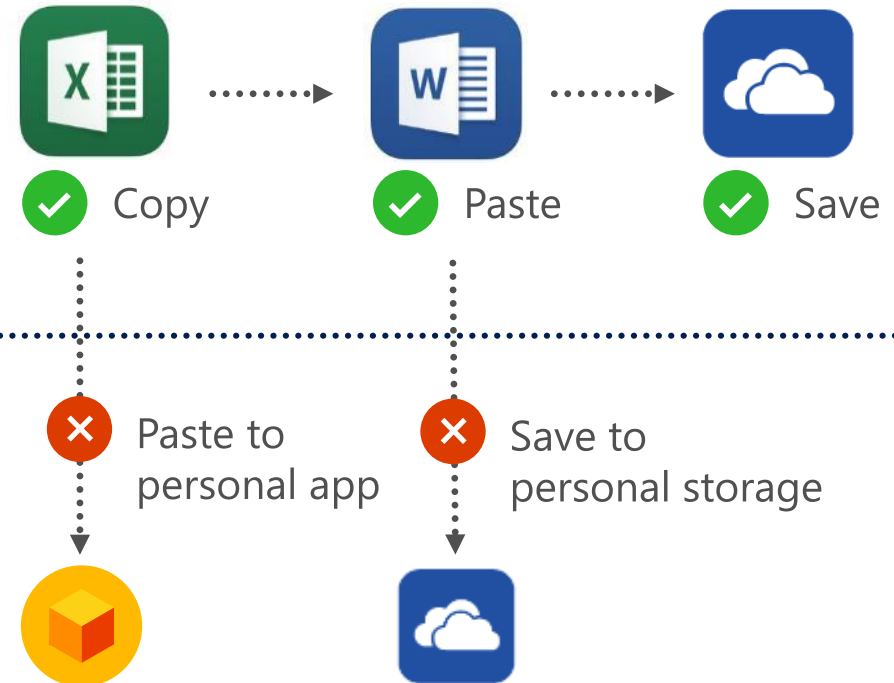 X
W
Copy
Paste
Save
Paste to
personal app
Save to
personal storage